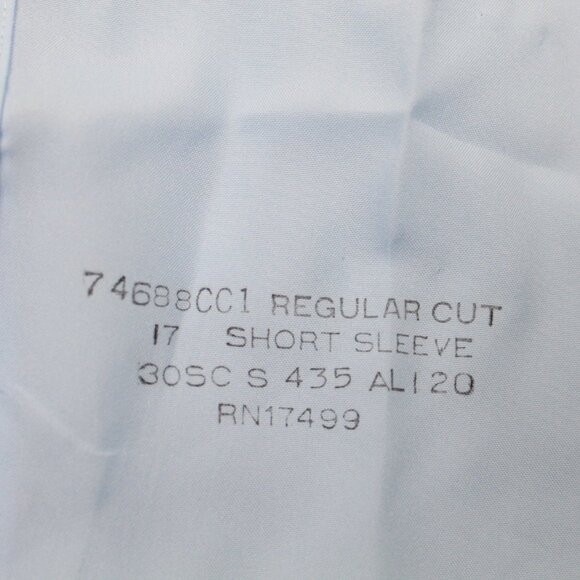 74688CC1 REGULAR CUT
17 SHORT SLEEVE
30SC S 435 AL120
RN17499